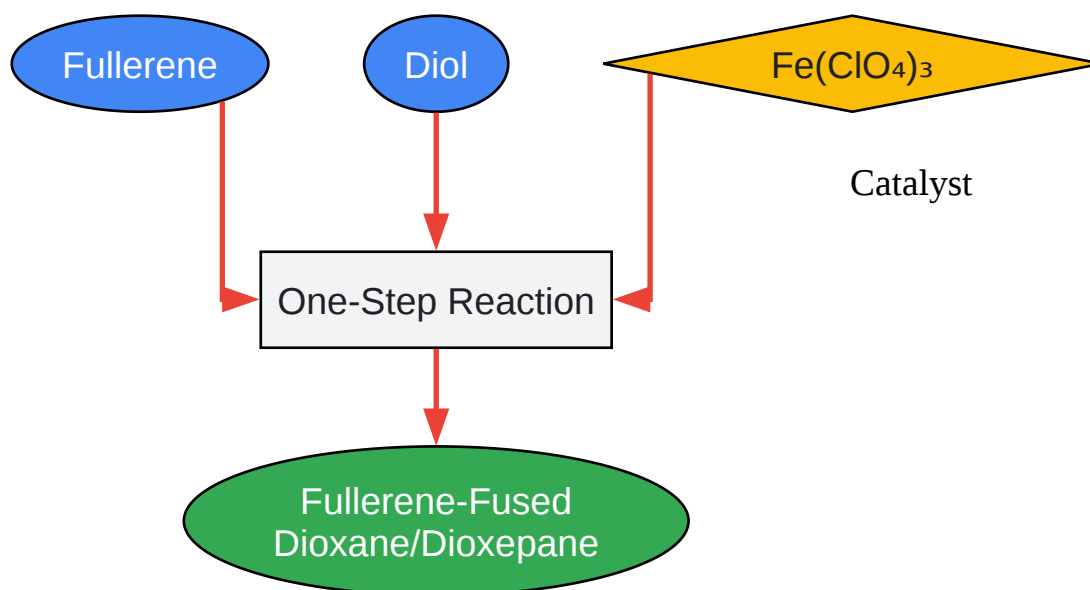 Fullerene
Diol
Fe(ClO₄)₃
Catalyst
One-Step Reaction
Fullerene-Fused
Dioxane/Dioxepane